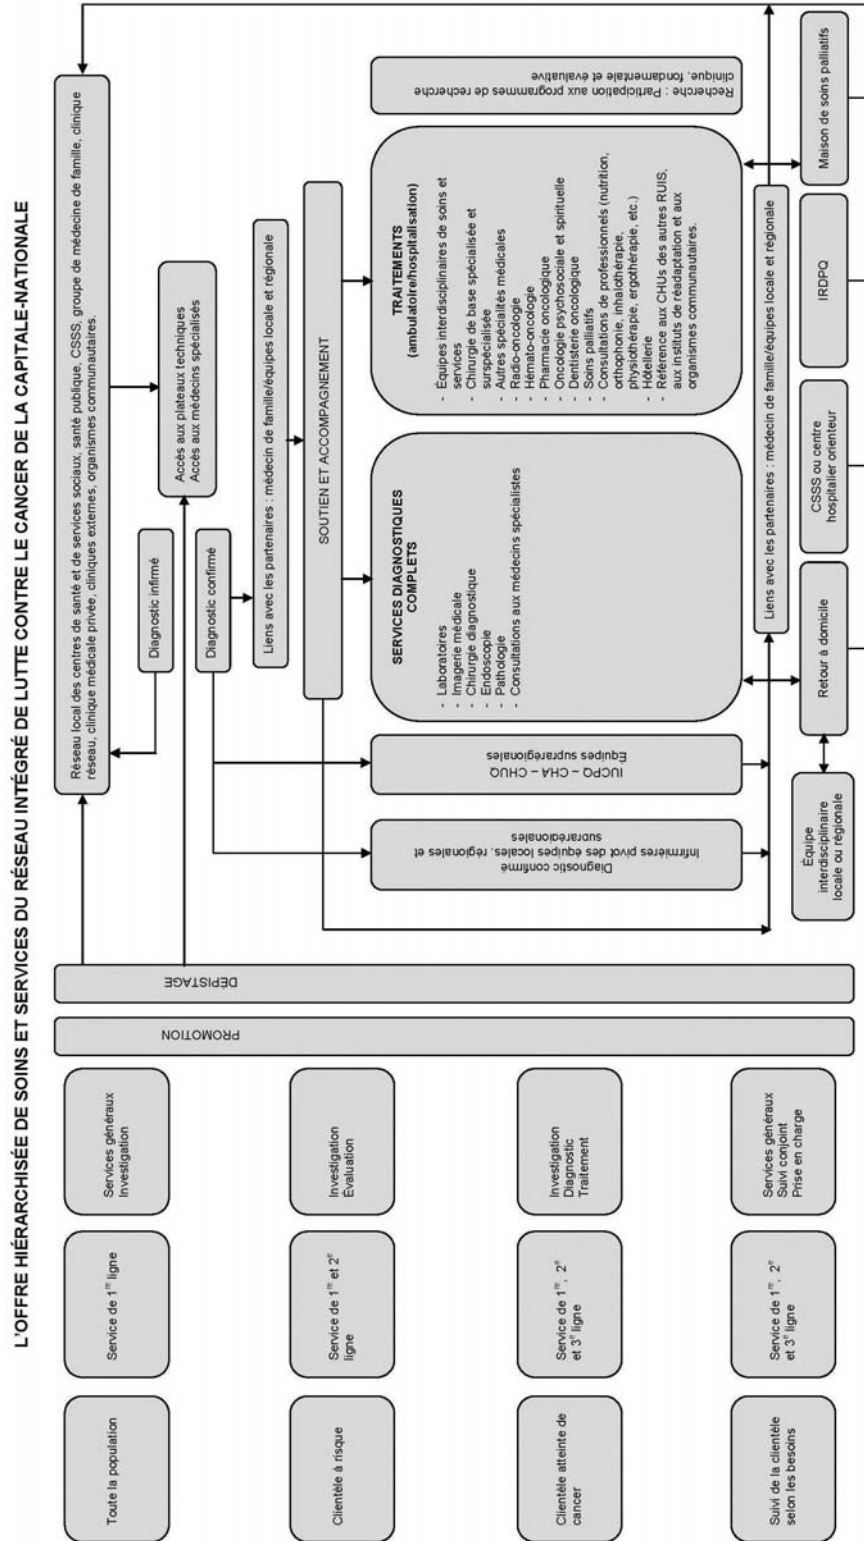 L'OFFRE HIÉRARCHISÉE DE SOINS ET SERVICES DU RÉSEAU INTÉGRÉ DE LUTTE CONTRE LE CANCER DE LA CAPITALE-NATIONALE
Toute la population
Service de 1re ligne
Services généraux
Investigation
Clientèle à risque
Service de 1re et 2e
ligne
Investigation
Évaluation
Clientèle atteinte de
cancer
Service de 1re, 2e
et 3e ligne
Investigation
Diagnostic
Traitement
Suivi de la clientèle
selon les besoins
Service de 1re, 2e
et 3e ligne
Services généraux
Suivi conjoint
Prise en charge
PROMOTION
DÉPISTAGE
Réseau local des centres de santé et de services sociaux, santé publique, CSSS, groupe de médecine de famille, clinique
réseau, clinique médicale privée, cliniques externes, organismes communautaires.
Diagnostic infirmé
Accès aux plateaux techniques
Accès aux médecins spécialisés
Diagnostic confirmé
Liens avec les partenaires : médecin de famille/équipes locale et régionale
SOUTIEN ET ACCOMPAGNEMENT
Diagnostic confirmé
Infirmières pivot des équipes locales, régionales et
suprarégionales
IUCPQ – CHA – CHUQ
Équipes suprarégionales
SERVICES DIAGNOSTIQUES
COMPLETS
- Laboratoires
- Imagerie médicale
- Chirurgie diagnostique
- Endoscopie
- Pathologie
- Consultations aux médecins spécialistes
TRAITEMENTS
(ambulatoire/hospitalisation)
- Équipes interdisciplinaires de soins et
services
- Chirurgie de base spécialisée et
surspécialisée
- Autres spécialités médicales
- Radio-oncologie
- Hémato-oncologie
- Pharmacie oncologique
- Oncologie psychosociale et spirituelle
- Dentisterie oncologique
- Soins palliatifs
- Consultations de professionnels (nutrition,
orthophonie, inhalothérapie,
physiothérapie, ergothérapie, etc.)
- Hôtellerie
- Référence aux CHUs des autres RUIS,
aux instituts de réadaptation et aux
organismes communautaires.
Recherche : Participation aux programmes de recherche
clinique, fondamentale et évaluative
Liens avec les partenaires : médecin de famille/équipes locale et régionale
Équipe
interdisciplinaire
locale ou régionale
Retour à domicile
CSSS ou centre
hospitalier orienteur
IRDPQ
Maison de soins palliatifs